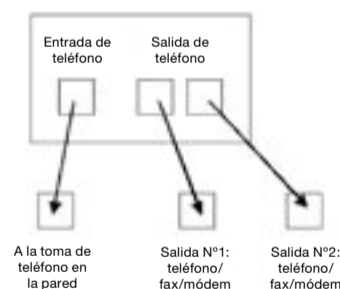 Entrada de
teléfono
Salida de
teléfono
A la toma de
teléfono en
la pared
Salida Nº1:
teléfono/
fax/módem
Salida Nº2:
teléfono/
fax/módem